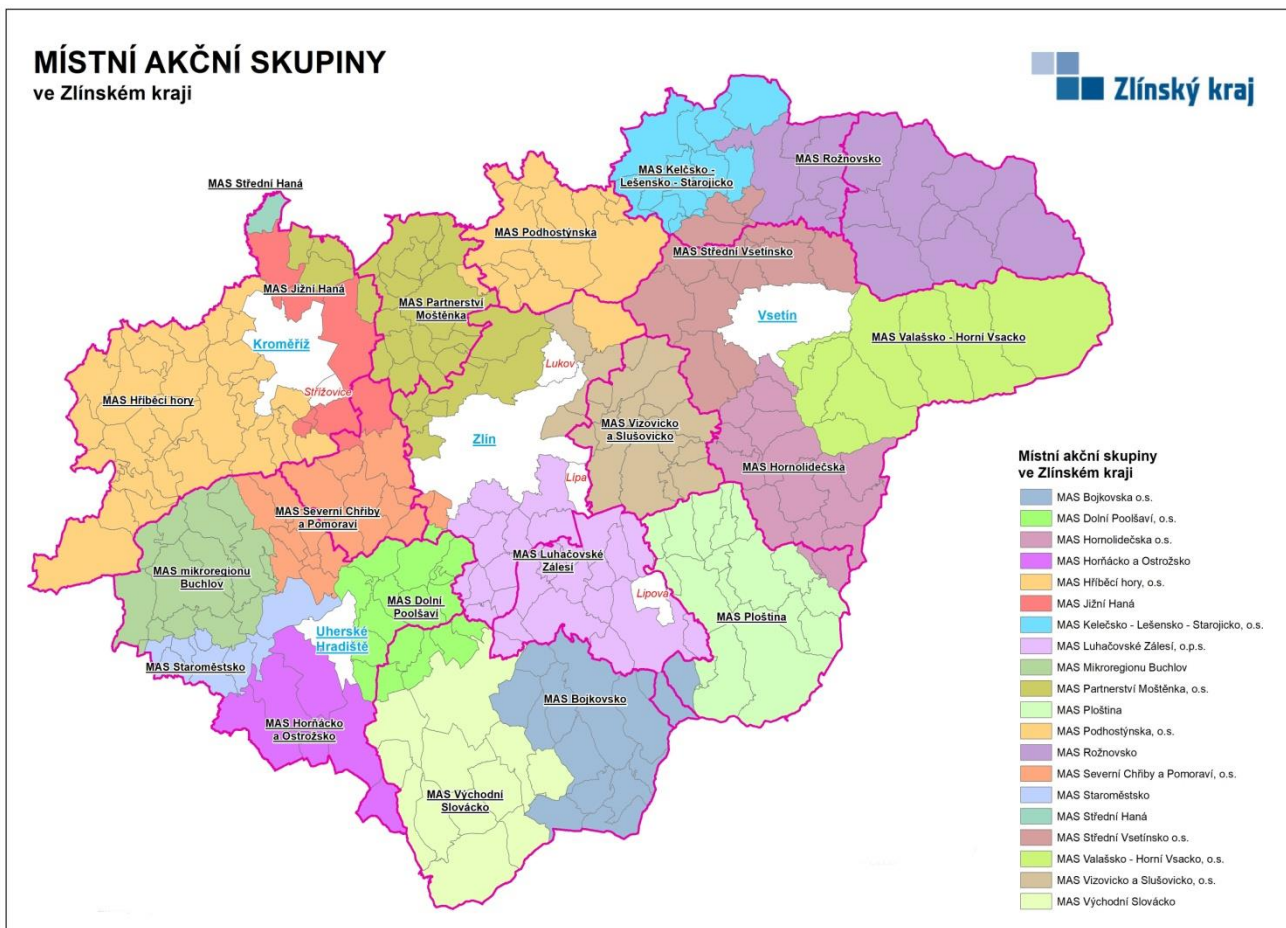 MÍSTNÍ AKČNÍ SKUPINY
ve Zlínském kraji
Zlínský kraj
MAS Střední Haná
MAS Kelčsko -
Lešensko - Starojicko
MAS Rožnovsko
MAS Podhostýnska
MAS Střední Vsetínsko
MAS Jižní Haná
MAS Partnerství
Moštěnka
Kroměříž
Vsetín
MAS Valašsko - Horní Vsacko
Lukov
Střížovice
MAS Hříběcí hory
MAS Vizovicko
a Slušovicko
Zlín
MAS Hornolidečska
Lípa
MAS Severní Chřiby
a Pomoraví
MAS Luhačovské
Zálesí
MAS mikroregionu
Buchlov
Lipová
MAS Dolní
Poolšaví
MAS Ploština
Uherské
Hradiště
MAS Staroměstsko
MAS Bojkovsko
MAS Horňácko
a Ostrožsko
MAS Východní
Slovácko
Místní akční skupiny
ve Zlínském kraji
MAS Bojkovska o.s.
MAS Dolní Poolšaví, o.s.
MAS Hornolidečska o.s.
MAS Horňácko a Ostrožsko
MAS Hříběcí hory, o.s.
MAS Jižní Haná
MAS Kelečsko - Lešensko - Starojicko, o.s.
MAS Luhačovské Zálesí, o.p.s.
MAS Mikroregionu Buchlov
MAS Partnerství Moštěnka, o.s.
MAS Ploština
MAS Podhostýnska, o.s.
MAS Rožnovsko
MAS Severní Chřiby a Pomoraví, o.s.
MAS Staroměstsko
MAS Střední Haná
MAS Střední Vsetínsko o.s.
MAS Valašsko - Horní Vsacko, o.s.
MAS Vizovicko a Slušovicko, o.s.
MAS Východní Slovácko